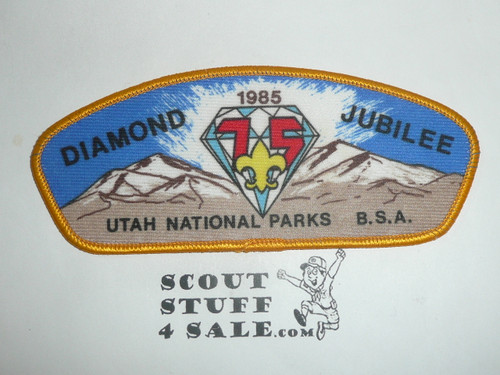 1985
DIAMOND 75 JUBILEE
UTAH NATIONAL PARKS B.S.A.
SCOUT
STUFF
4 SALE.COM